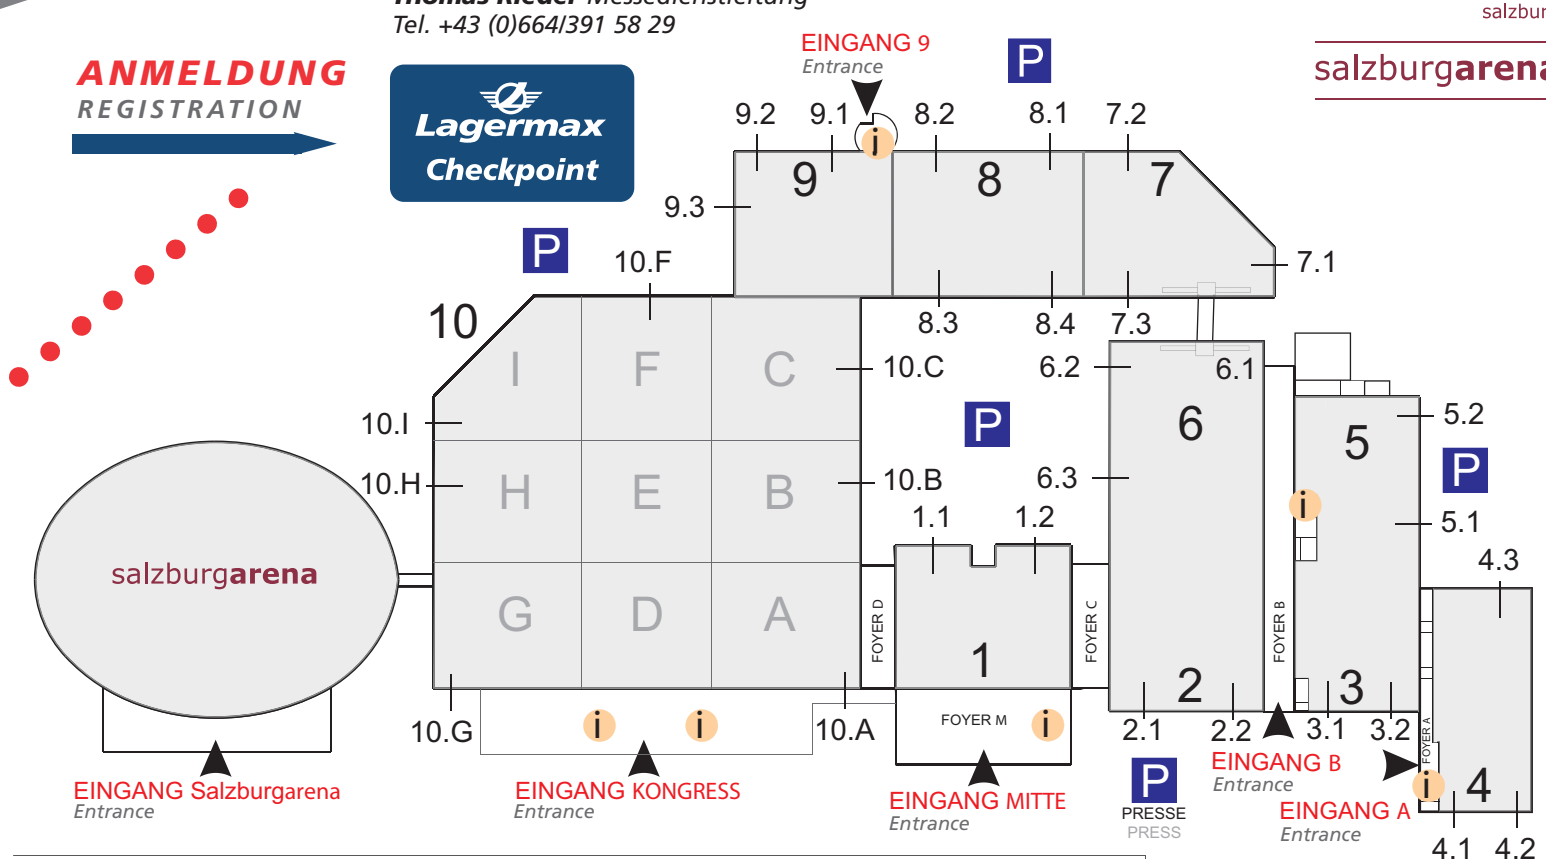 Thomas Rieder Messedienstleitung
Tel. +43 (0)664/391 58 29
salzburgarena
ANMELDUNG
REGISTRATION
Lagermax
Checkpoint
EINGANG 9
Entrance
P
9.2
9.1
i
8.2
8.1
7.2
9
8
7
9.3
7.1
P
10.F
8.3
8.4
7.3
10
I
F
C
10.C
6.2
6.1
10.I
P
6
5
5.2
10.H
H
E
B
10.B
6.3
P
i
5.1
1.1
1.2
4.3
salzburgarena
G
D
A
FOYER D
1
FOYER C
FOYER B
2
3
10.G
i
i
10.A
FOYER M
i
2.1
2.2
3.1
3.2
FOYER A
EINGANG Salzburgarena
Entrance
EINGANG KONGRESS
Entrance
EINGANG MITTE
Entrance
P
PRESSE
PRESS
EINGANG B
Entrance
EINGANG A
Entrance
i
4
4.1
4.2